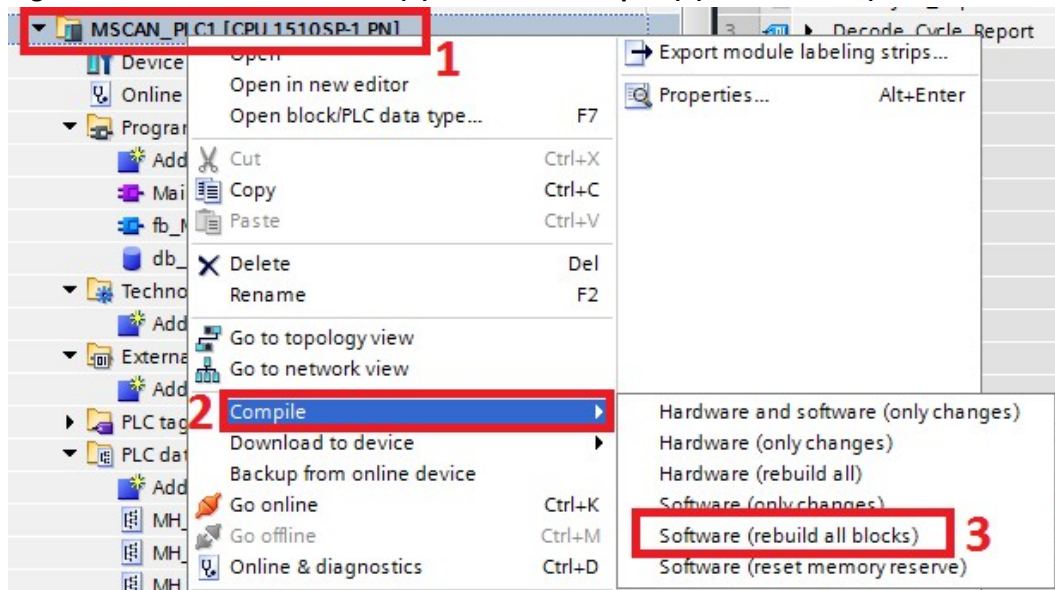 MSCAN_PLC1 [CPU 1510SP-1 PN]
1
3
Decode_Cycle_Report
Device
Online
Program
Add
Mai
fb_M
db_
Techno
Add
Externa
Add
PLC tag
PLC dat
Add
MH_
MH_
MH
Open
Open in new editor
Open block/PLC data type... F7
Cut Ctrl+X
Copy Ctrl+C
Paste Ctrl+V
Delete Del
Rename F2
Go to topology view
Go to network view
2
Compile
Download to device
Backup from online device
Go online Ctrl+K
Go offline Ctrl+M
Online & diagnostics Ctrl+D
Export module labeling strips...
Properties... Alt+Enter
Hardware and software (only changes)
Hardware (only changes)
Hardware (rebuild all)
Software (only changes)
Software (rebuild all blocks)
3
Software (reset memory reserve)